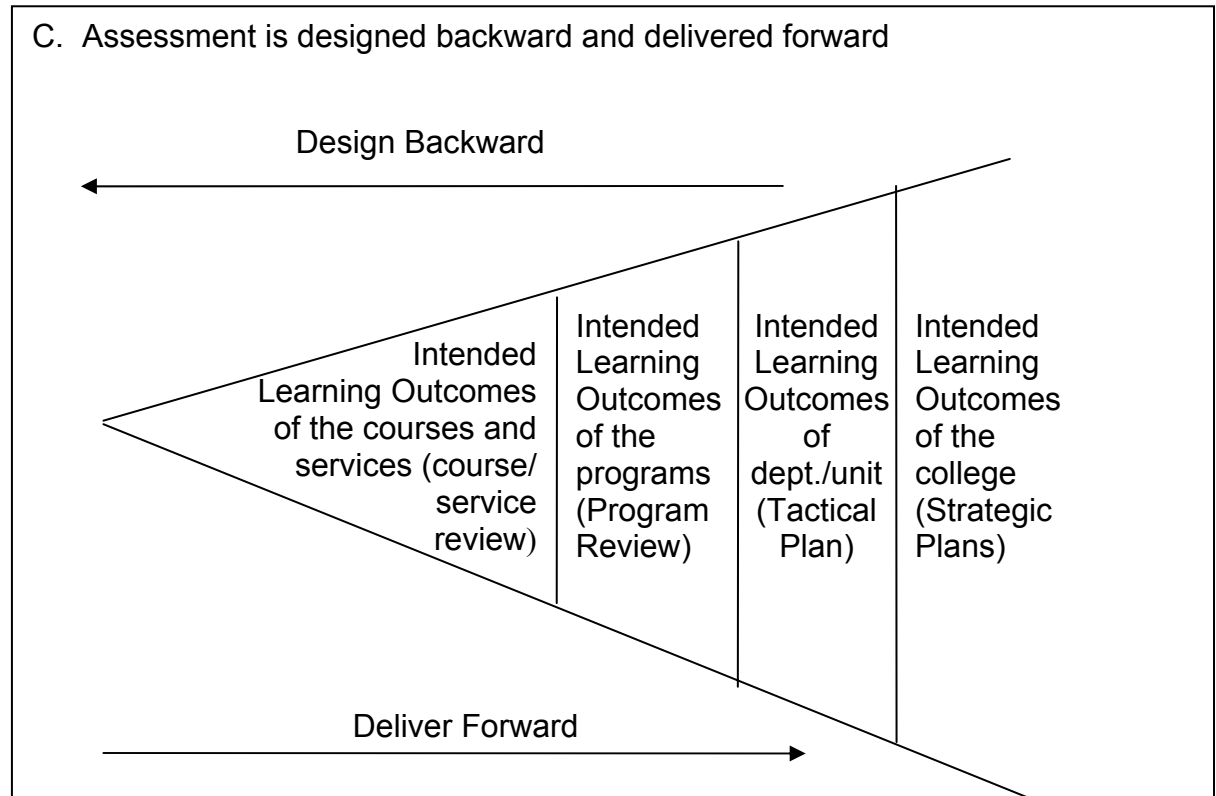 C. Assessment is designed backward and delivered forward
Design Backward
Intended
Learning Outcomes
of the courses and
services (course/
service
review)
Intended
Learning
Outcomes
of the
programs
(Program
Review)
Intended
Learning
Outcomes
of
dept./unit
(Tactical
Plan)
Intended
Learning
Outcomes
of the
college
(Strategic
Plans)
Deliver Forward